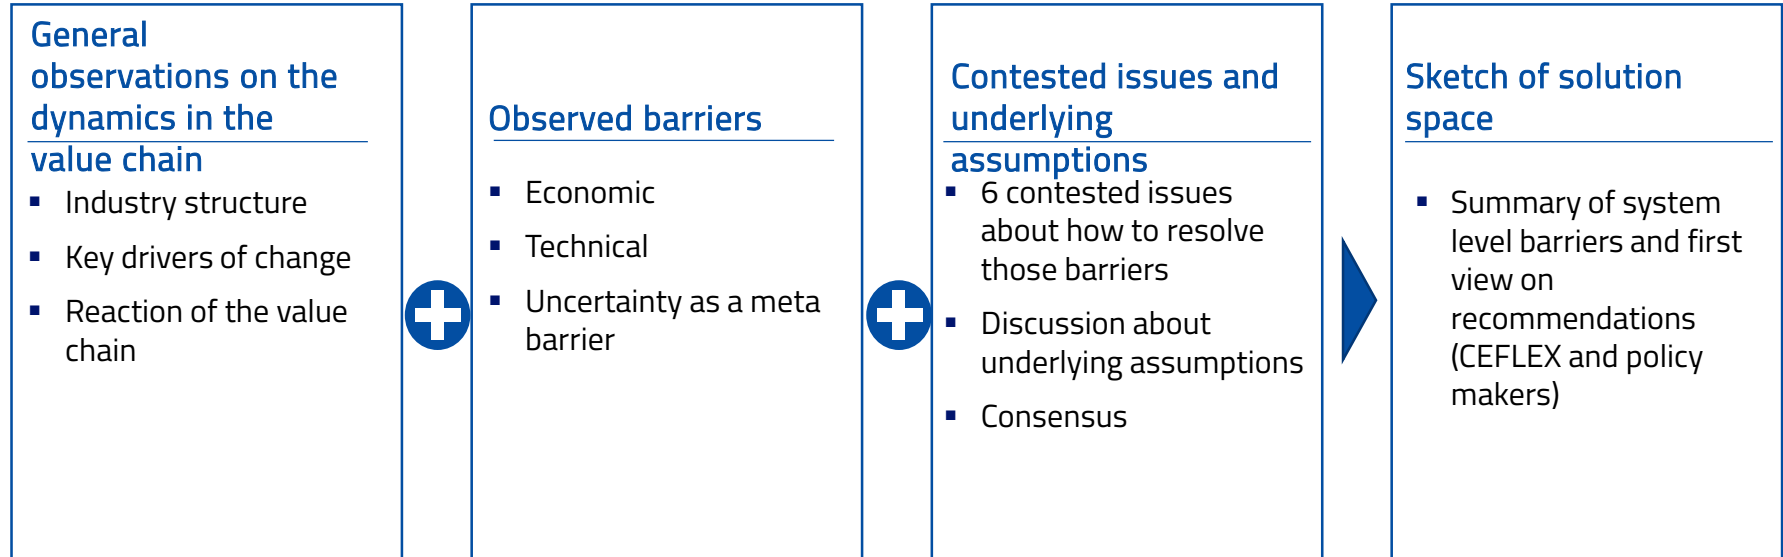 General
observations on the
dynamics in the
value chain
▪ Industry structure
▪ Key drivers of change
▪ Reaction of the value
chain
Observed barriers
▪ Economic
▪ Technical
▪ Uncertainty as a meta
barrier
Contested issues and
underlying
assumptions
▪ 6 contested issues
about how to resolve
those barriers
▪ Discussion about
underlying assumptions
▪ Consensus
Sketch of solution
space
▪ Summary of system
level barriers and first
view on
recommendations
(CEFLEX and policy
makers)